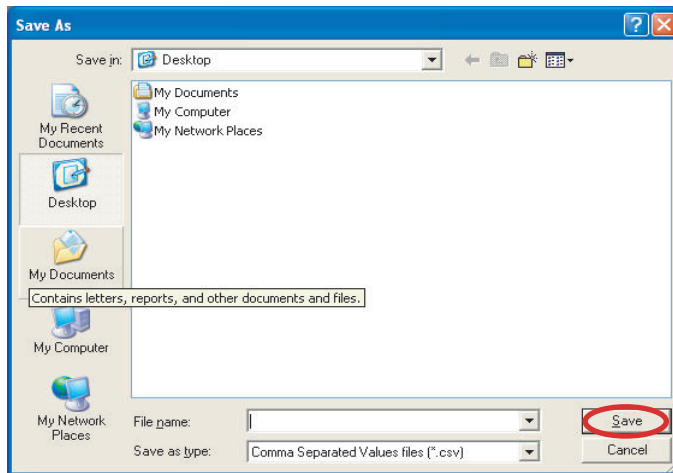 Save As
Save in:
Desktop
My Documents
My Computer
My Network Places
My Recent
Documents
Desktop
My Documents
Contains letters, reports, and other documents and files.
My Computer
My Network
Places
File name:
Save as type:
Comma Separated Values files (*.csv)
Save
Cancel